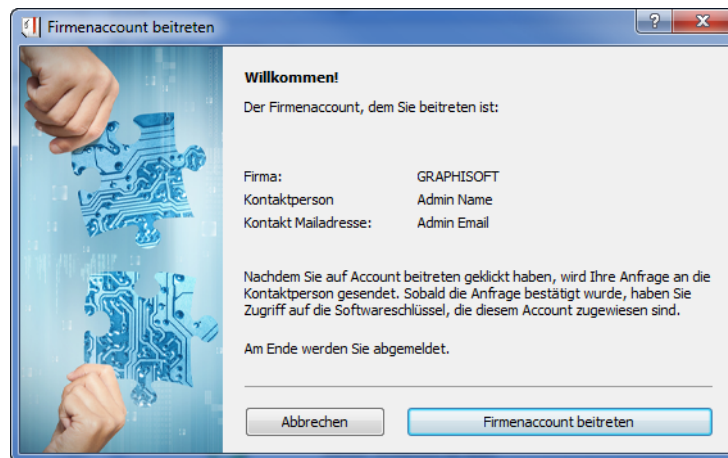 Firmenaccount beitreten
Willkommen!
Der Firmenaccount, dem Sie beitreten ist:
Firma: GRAPHISOFT
Kontaktperson Admin Name
Kontakt Mailadresse: Admin Email
Nachdem Sie auf Account beitreten geklickt haben, wird Ihre Anfrage an die
Kontaktperson gesendet. Sobald die Anfrage bestätigt wurde, haben Sie
Zugriff auf die Softwareschlüssel, die diesem Account zugewiesen sind.
Am Ende werden Sie abgemeldet.
Abbrechen Firmenaccount beitreten